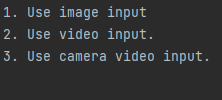 1. Use image input
2. Use video input.
3. Use camera video input.